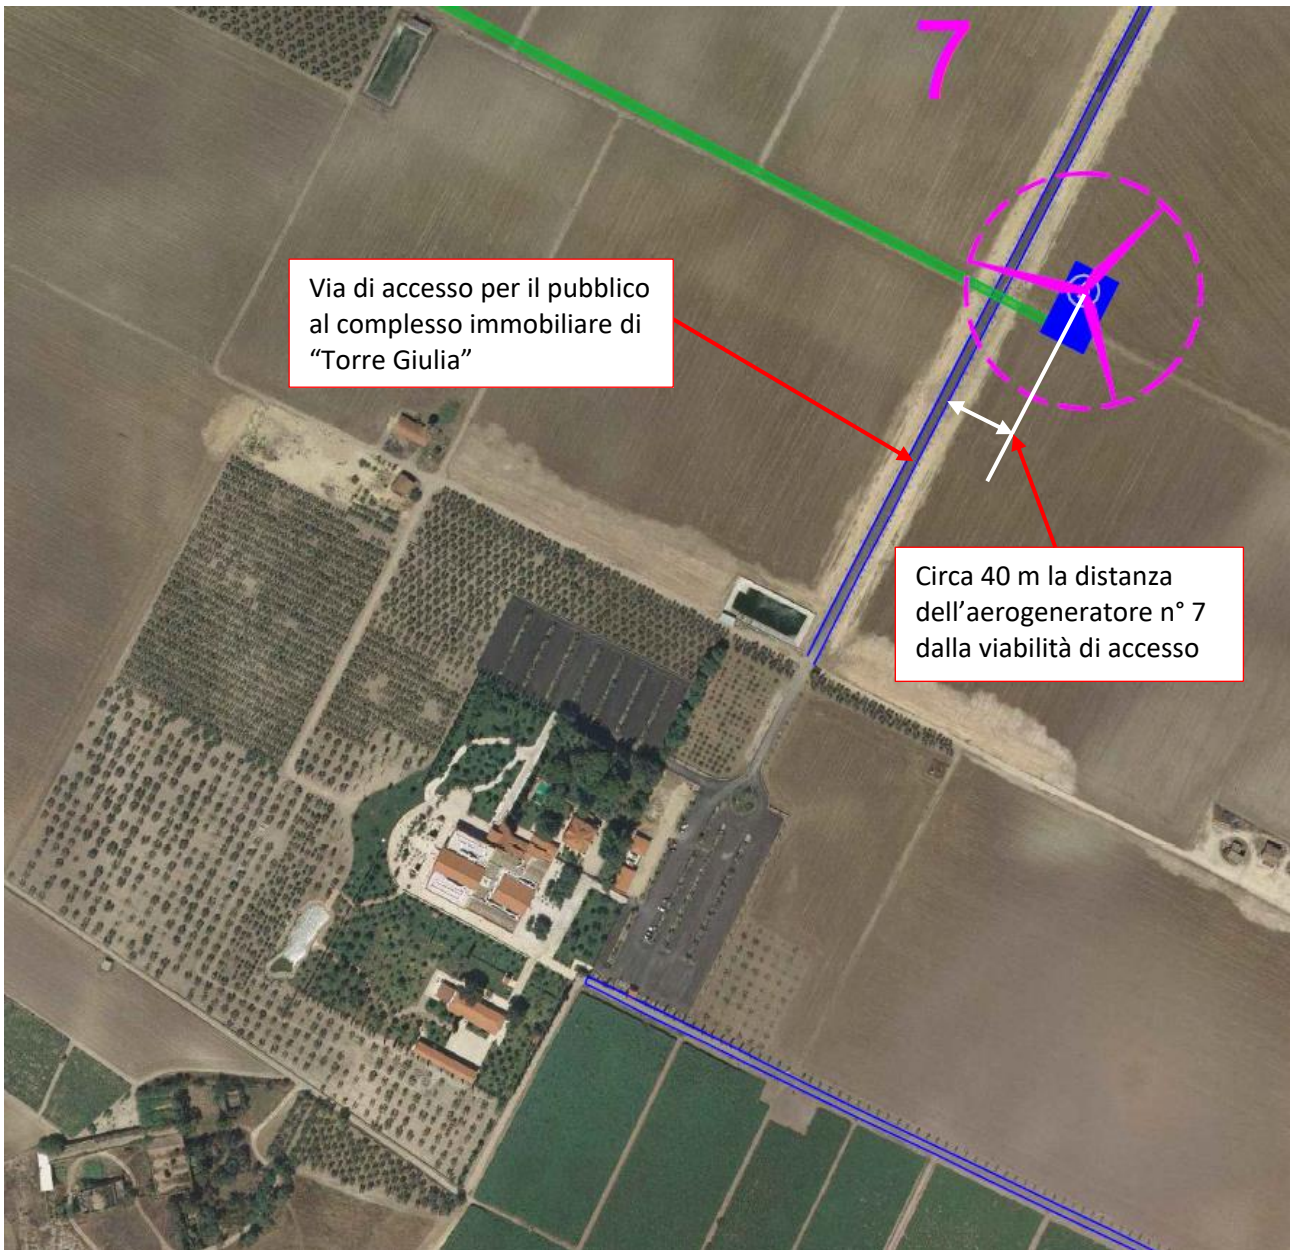 7
Via di accesso per il pubblico
al complesso immobiliare di
“Torre Giulia”
Circa 40 m la distanza
dell’aerogeneratore n° 7
dalla viabilità di accesso